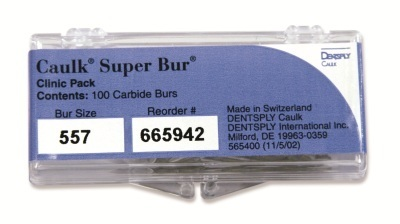 DENTSPLY
CAULK
Caulk® Super Bur®
Clinic Pack
Contents: 100 Carbide Burs
Bur Size Reorder #
557 665942
Made in Switzerland
DENTSPLY Caulk
DENTSPLY International Inc.
Milford, DE 19963-0359
565400 (11/5/02)